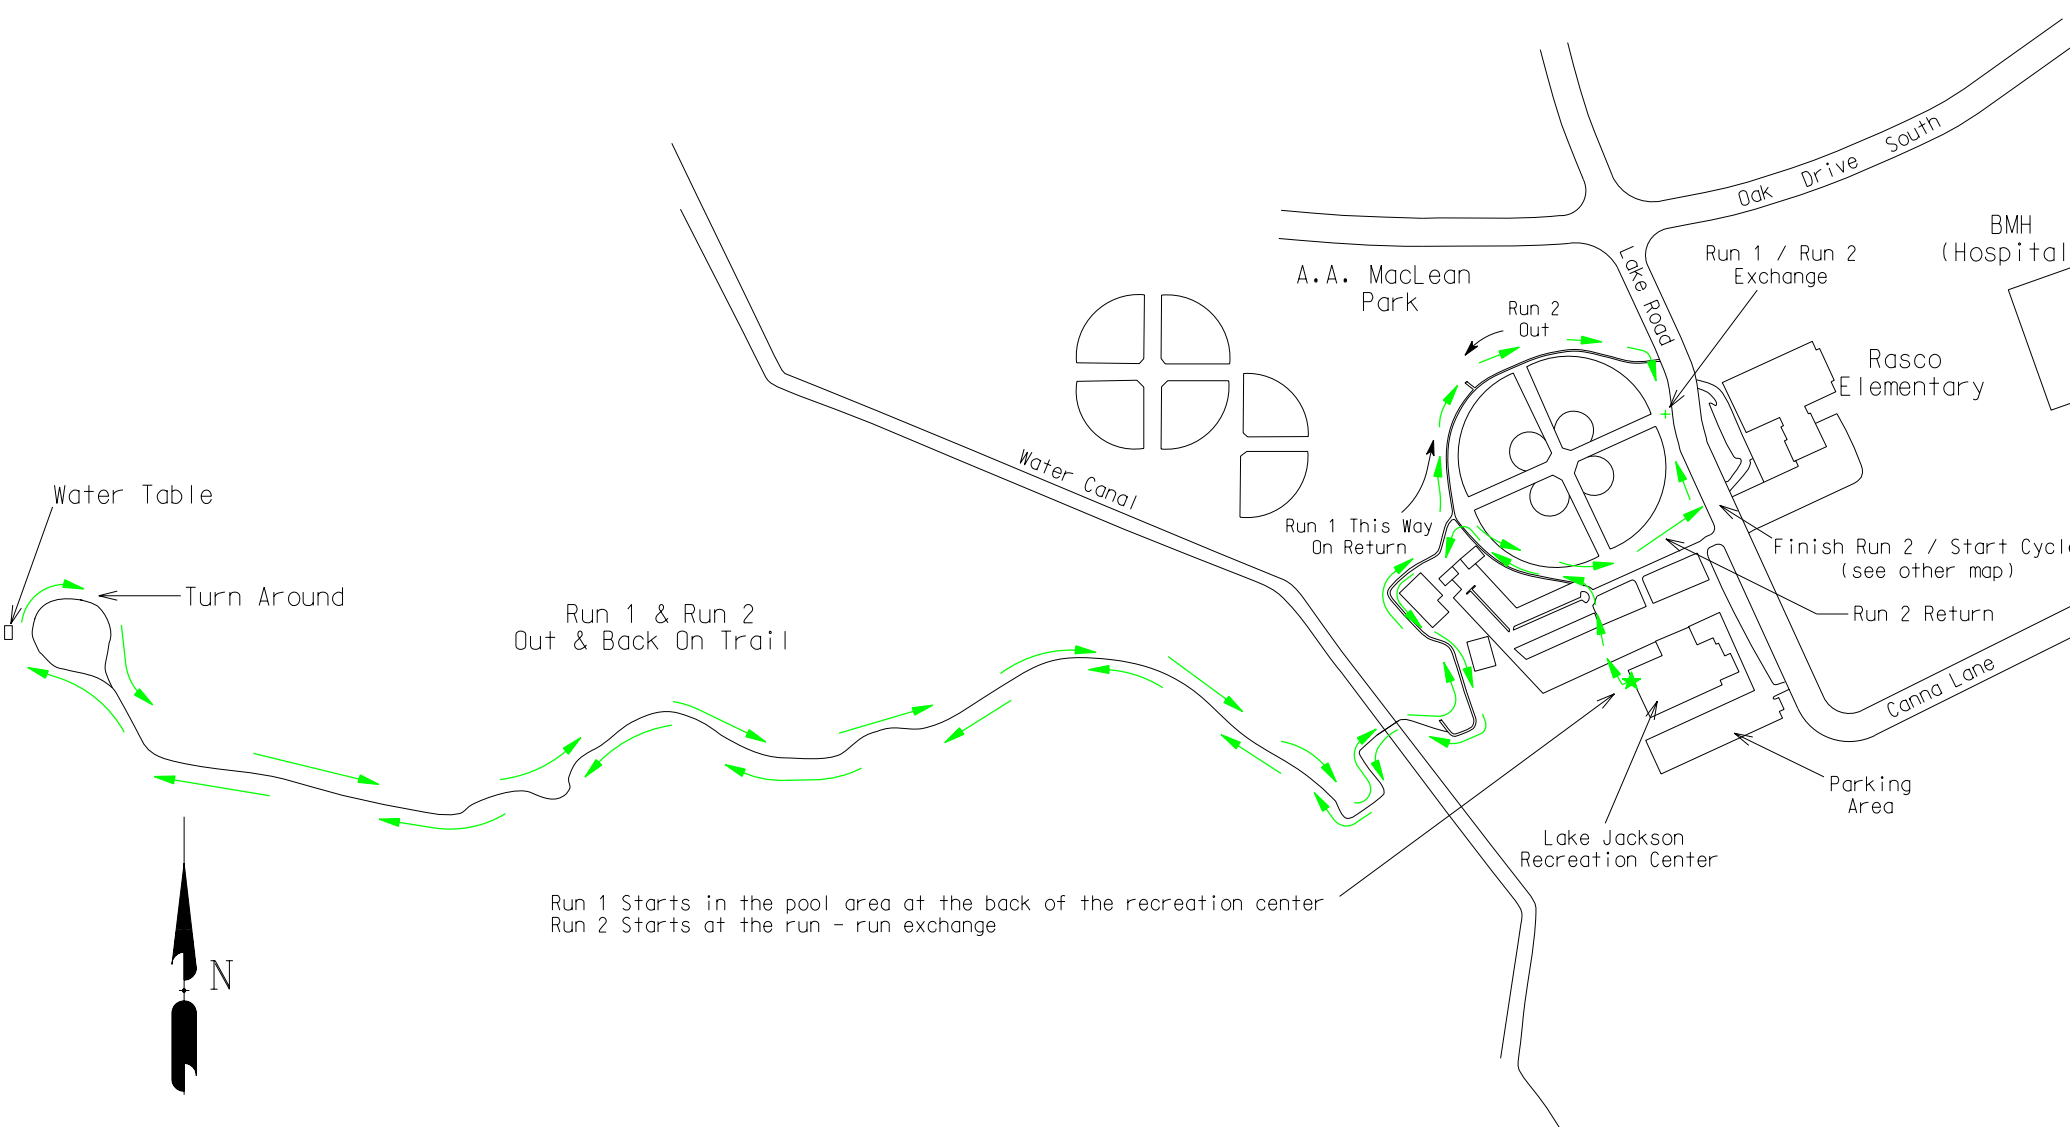 Oak Drive South
BMH
(Hospital
Lake Road
Run 1 / Run 2
Exchange
A.A. MacLean
Park
Run 2
Out
Rasco
Elementary
Water Canal
Water Table
Run 1 This Way
On Return
Finish Run 2 / Start Cycle
(see other map)
Turn Around
Run 1 & Run 2
Out & Back On Trail
Run 2 Return
Canna Lane
Parking
Area
Lake Jackson
Recreation Center
Run 1 Starts in the pool area at the back of the recreation center
Run 2 Starts at the run - run exchange
N